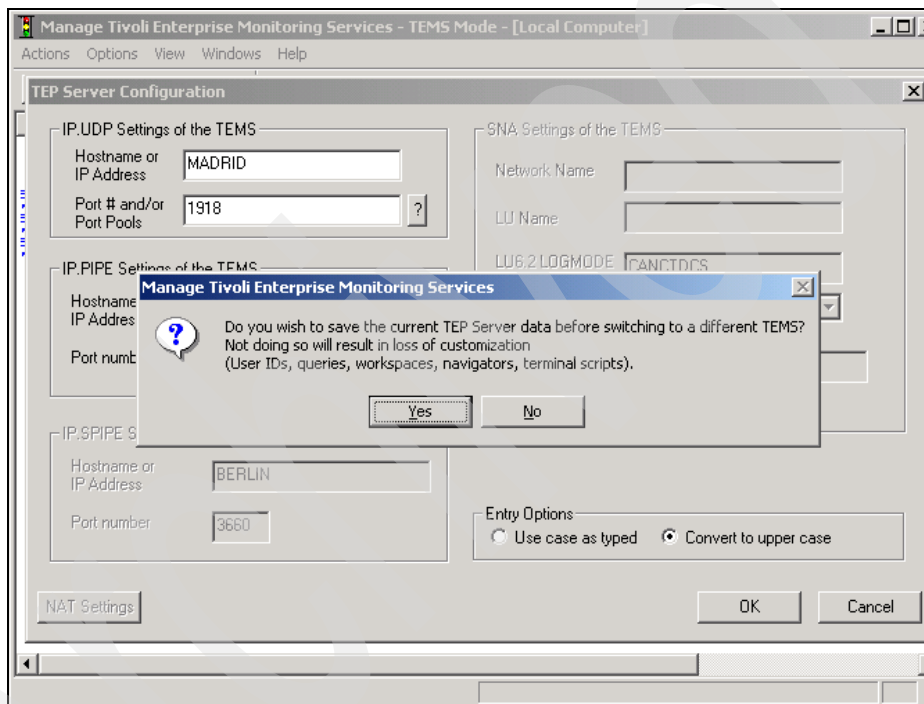 Manage Tivoli Enterprise Monitoring Services - TEMS Mode - [Local Computer]
Actions Options View Windows Help
TEP Server Configuration
IP.UDP Settings of the TEMS
Hostname or
IP Address
MADRID
Port # and/or
Port Pools
1918
?
SNA Settings of the TEMS
Network Name
LU Name
LU6.2 LOGMODE
CANCTDCS
IP.PIPE Settings of the TEMS
Hostname
IP Addres
Port numb
Manage Tivoli Enterprise Monitoring Services
Do you wish to save the current TEP Server data before switching to a different TEMS?
Not doing so will result in loss of customization
(User IDs, queries, workspaces, navigators, terminal scripts).
Yes
No
IP.SPIPE S
Hostname or
IP Address
BERLIN
Port number
3660
Entry Options
Use case as typed
Convert to upper case
NAT Settings
OK
Cancel